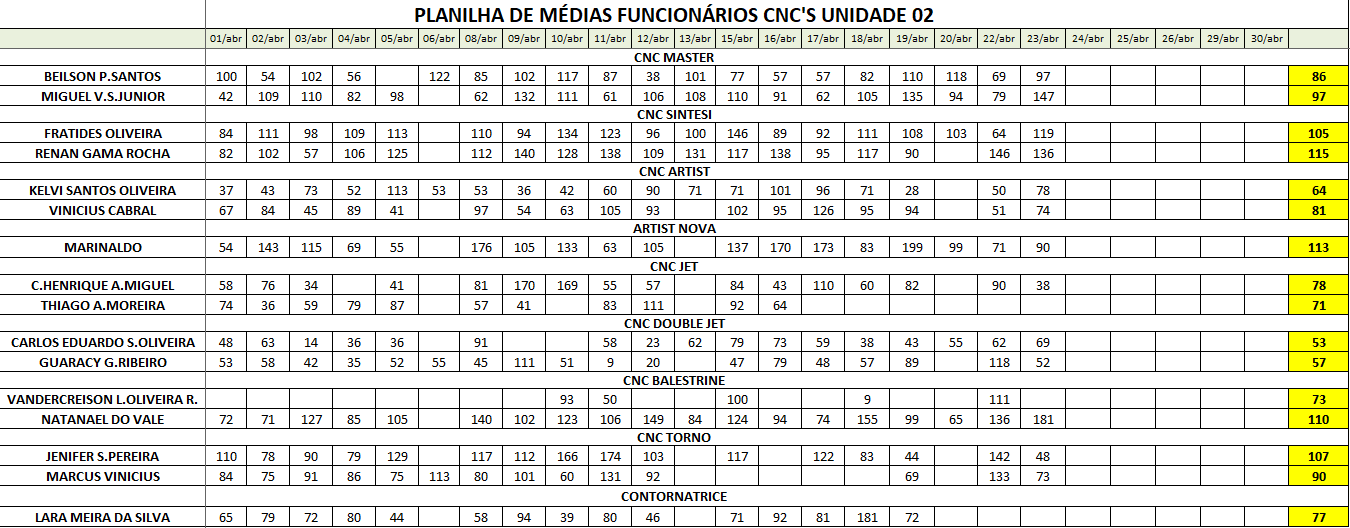 PLANILHA DE MÉDIAS FUNCIONÁRIOS CNC'S UNIDADE 02
01/abr 02/abr 03/abr 04/abr 05/abr 06/abr 08/abr 09/abr 10/abr 11/abr 12/abr 13/abr 15/abr 16/abr 17/abr 18/abr 19/abr 20/abr 22/abr 23/abr 24/abr 25/abr 26/abr 29/abr 30/abr
CNC MASTER
BEILSON P.SANTOS 100 54 102 56 122 85 102 117 87 38 101 77 57 57 82 110 118 69 97 86
MIGUEL V.S.JUNIOR 42 109 110 82 98 62 132 111 61 106 108 110 91 62 105 135 94 79 147 97
CNC SINTESI
FRATIDES OLIVEIRA 84 111 98 109 113 110 94 134 123 96 100 146 89 92 111 108 103 64 119 105
RENAN GAMA ROCHA 82 102 57 106 125 112 140 128 138 109 131 117 138 95 117 90 146 136 115
CNC ARTIST
KELVI SANTOS OLIVEIRA 37 43 73 52 113 53 53 36 42 60 90 71 71 101 96 71 28 50 78 64
VINICIUS CABRAL 67 84 45 89 41 97 54 63 105 93 102 95 126 95 94 51 74 81
ARTIST NOVA
MARINALDO 54 143 115 69 55 176 105 133 63 105 137 170 173 83 199 99 71 90 113
CNC JET
C.HENRIQUE A.MIGUEL 58 76 34 41 81 170 169 55 57 84 43 110 60 82 90 38 78
THIAGO A.MOREIRA 74 36 59 79 87 57 41 83 111 92 64 71
CNC DOUBLE JET
CARLOS EDUARDO S.OLIVEIRA 48 63 14 36 36 91 58 23 62 79 73 59 38 43 55 62 69 53
GUARACY G.RIBEIRO 53 58 42 35 52 55 45 111 51 9 20 47 79 48 57 89 118 52 57
CNC BALESTRINE
VANDERCREISON L.OLIVEIRA R. 93 50 100 9 111 73
NATANAEL DO VALE 72 71 127 85 105 140 102 123 106 149 84 124 94 74 155 99 65 136 181 110
CNC TORNO
JENIFER S.PEREIRA 110 78 90 79 129 117 112 166 174 103 117 122 83 44 142 48 107
MARCUS VINICIUS 84 75 91 86 75 113 80 101 60 131 92 69 133 73 90
CONTORNATRICE
LARA MEIRA DA SILVA 65 79 72 80 44 58 94 39 80 46 71 92 81 181 72 77